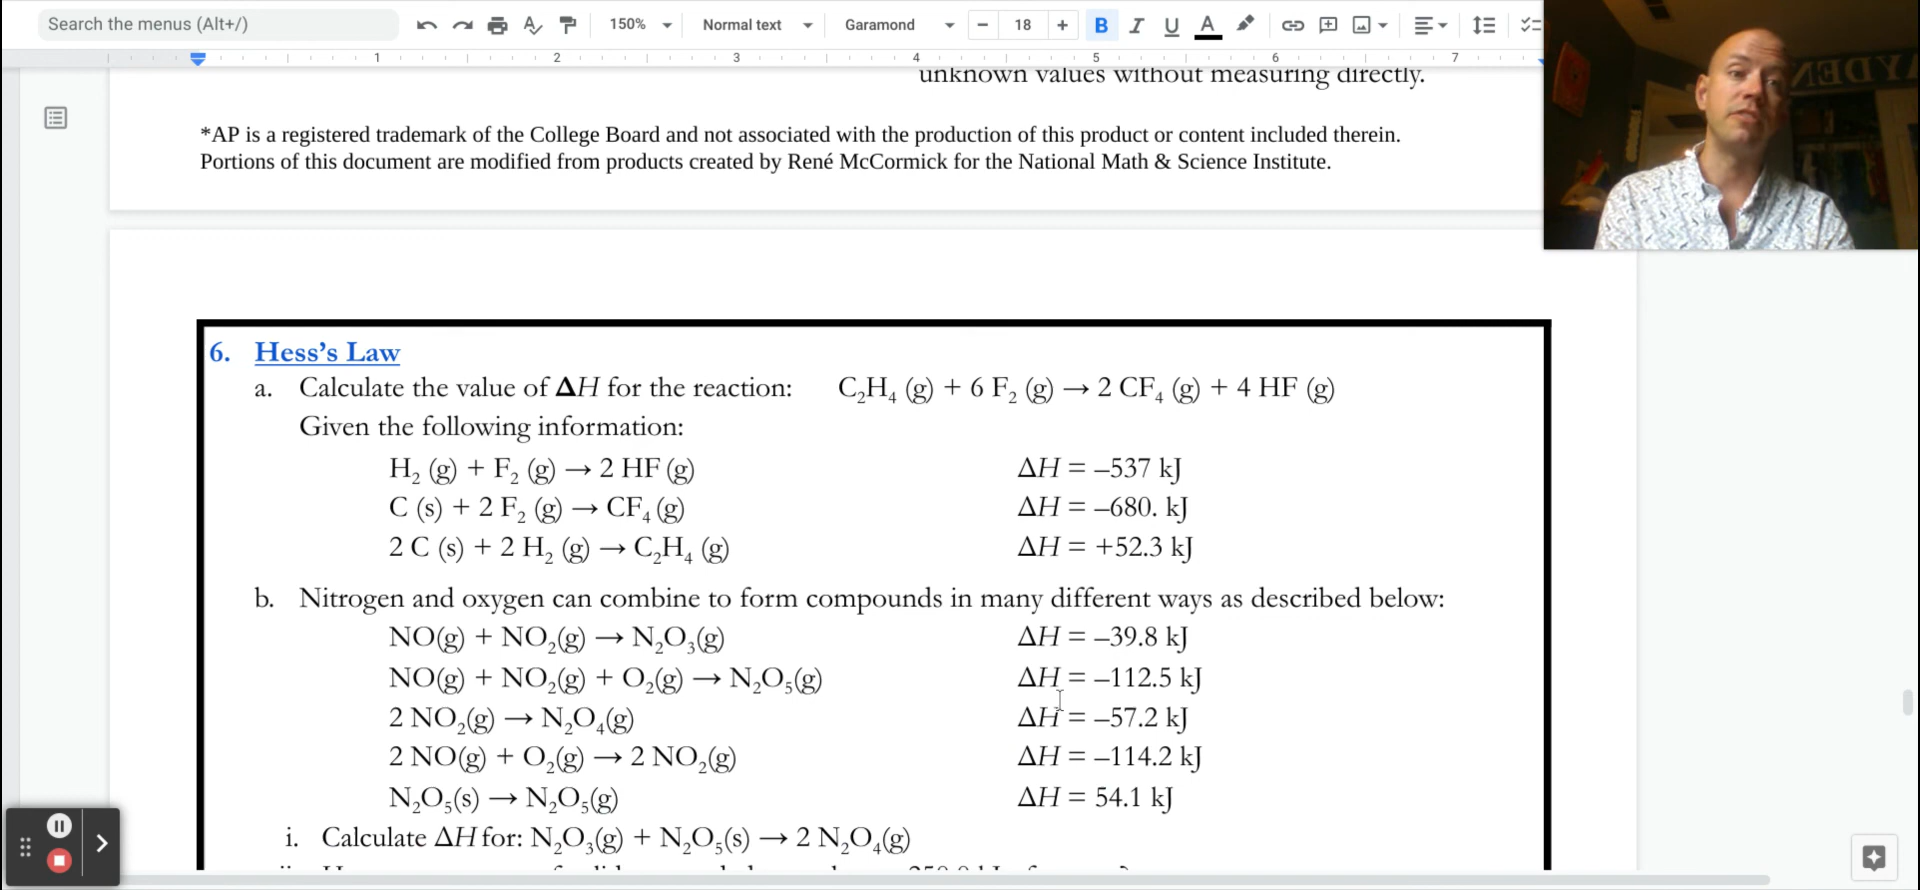 Search the menus (Alt+/)
150%
Normal text
Garamond
18
B I U A
1 2 3 4 5 6 7
unknown values without measuring directly.
*AP is a registered trademark of the College Board and not associated with the production of this product or content included therein.
Portions of this document are modified from products created by René McCormick for the National Math & Science Institute.
6. Hess's Law
a. Calculate the value of ΔH for the reaction: C₂H₄ (g) + 6 F₂ (g) → 2 CF₄ (g) + 4 HF (g)
Given the following information:
H₂ (g) + F₂ (g) → 2 HF (g) ΔH = –537 kJ
C (s) + 2 F₂ (g) → CF₄ (g) ΔH = –680. kJ
2 C (s) + 2 H₂ (g) → C₂H₄ (g) ΔH = +52.3 kJ
b. Nitrogen and oxygen can combine to form compounds in many different ways as described below:
NO(g) + NO₂(g) → N₂O₃(g) ΔH = –39.8 kJ
NO(g) + NO₂(g) + O₂(g) → N₂O₅(g) ΔH = –112.5 kJ
2 NO₂(g) → N₂O₄(g) ΔH = –57.2 kJ
2 NO(g) + O₂(g) → 2 NO₂(g) ΔH = –114.2 kJ
N₂O₅(s) → N₂O₅(g) ΔH = 54.1 kJ
i. Calculate ΔH for: N₂O₃(g) + N₂O₅(s) → 2 N₂O₄(g)